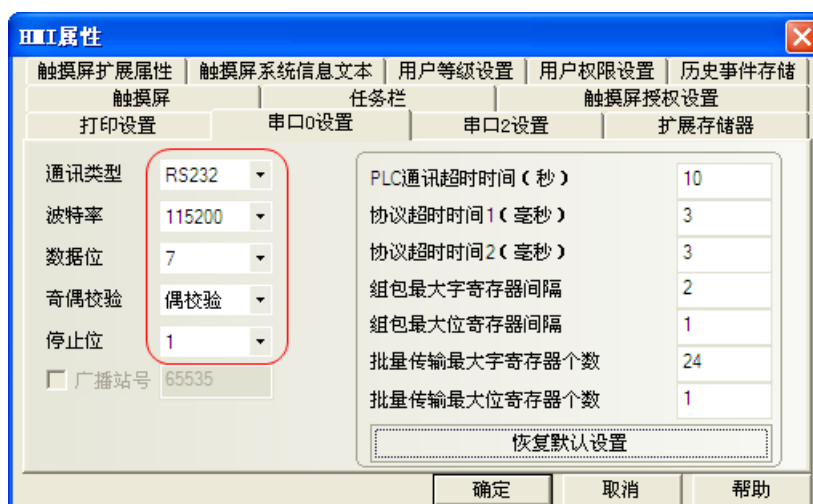 HMI属性
触摸屏扩展属性 触摸屏系统信息文本 用户等级设置 用户权限设置 历史事件存储
触摸屏 任务栏 触摸屏授权设置
打印设置 串口0设置 串口2设置 扩展存储器
通讯类型 RS232
波特率 115200
数据位 7
奇偶校验 偶校验
停止位 1
广播站号 65535
PLC通讯超时时间(秒) 10
协议超时时间1(毫秒) 3
协议超时时间2(毫秒) 3
组包最大字寄存器间隔 2
组包最大位寄存器间隔 1
批量传输最大字寄存器个数 24
批量传输最大位寄存器个数 1
恢复默认设置
确定 取消 帮助